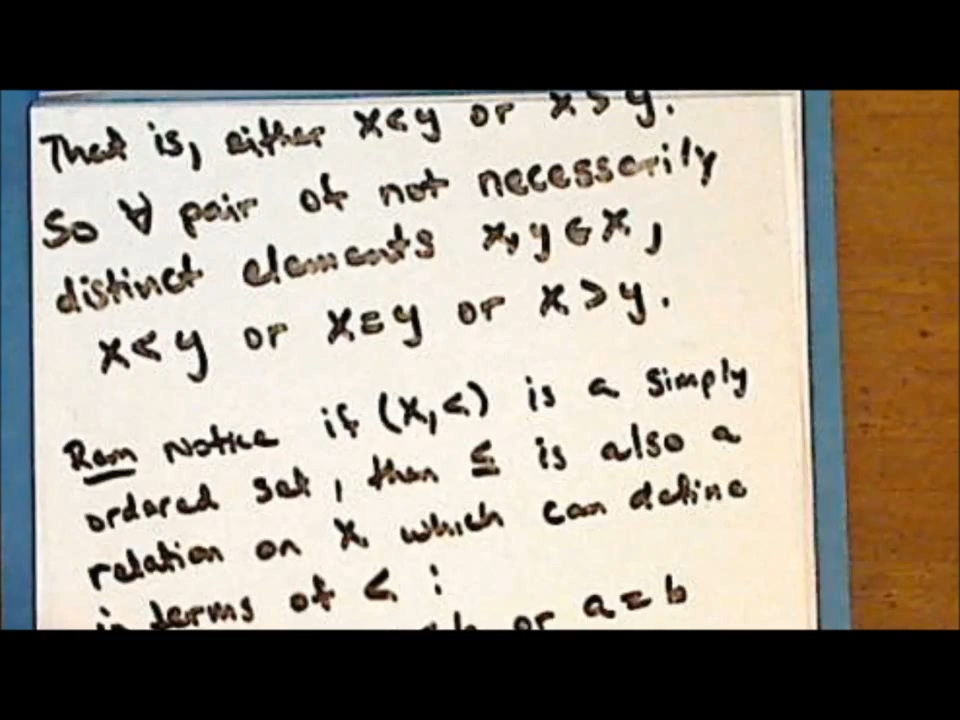 That is, either x < y or x > y.
So ∀ pair of not necessarily
distinct elements x, y ∈ X,
x < y or x = y or x > y.
Rem Notice if (X, <) is a simply
ordered set, then ≤ is also a
relation on X, which can define
in terms of < :
or a = b